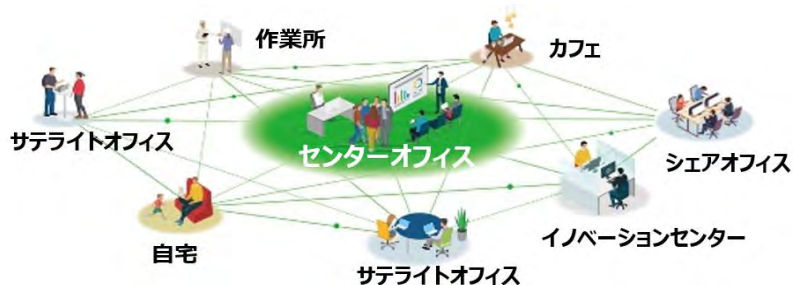 作業所
カフェ
サテライトオフィス
センターオフィス
シェアオフィス
自宅
イノベーションセンター
サテライトオフィス